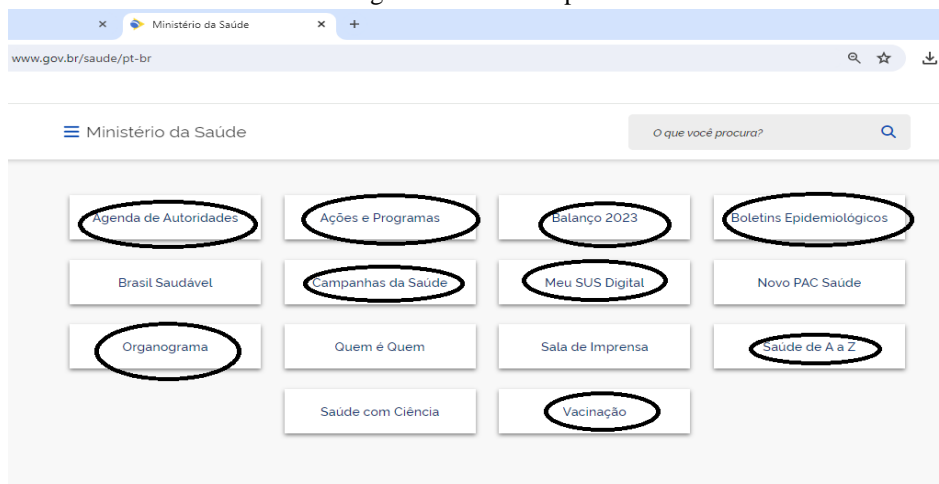 Ministério da Saúde
www.gov.br/saude/pt-br
Ministério da Saúde
O que você procura?
Agenda de Autoridades Ações e Programas Balanço 2023 Boletins Epidemiológicos
Brasil Saudável Campanhas da Saúde Meu SUS Digital Novo PAC Saúde
Organograma Quem é Quem Sala de Imprensa Saúde de A a Z
Saúde com Ciência Vacinação